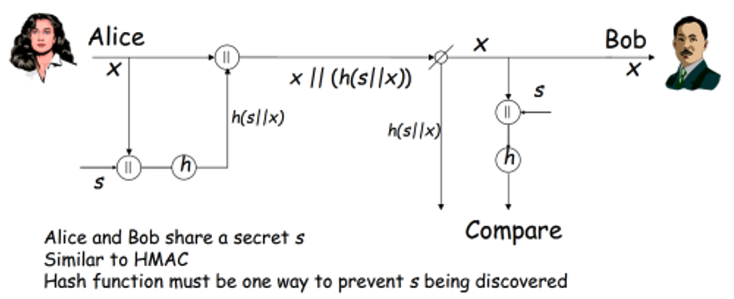 Alice
Bob
x
||
x || (h(s||x))
x
x
h(s||x)
h(s||x)
s
||
h
s
||
h
Compare
Alice and Bob share a secret s
Similar to HMAC
Hash function must be one way to prevent s being discovered